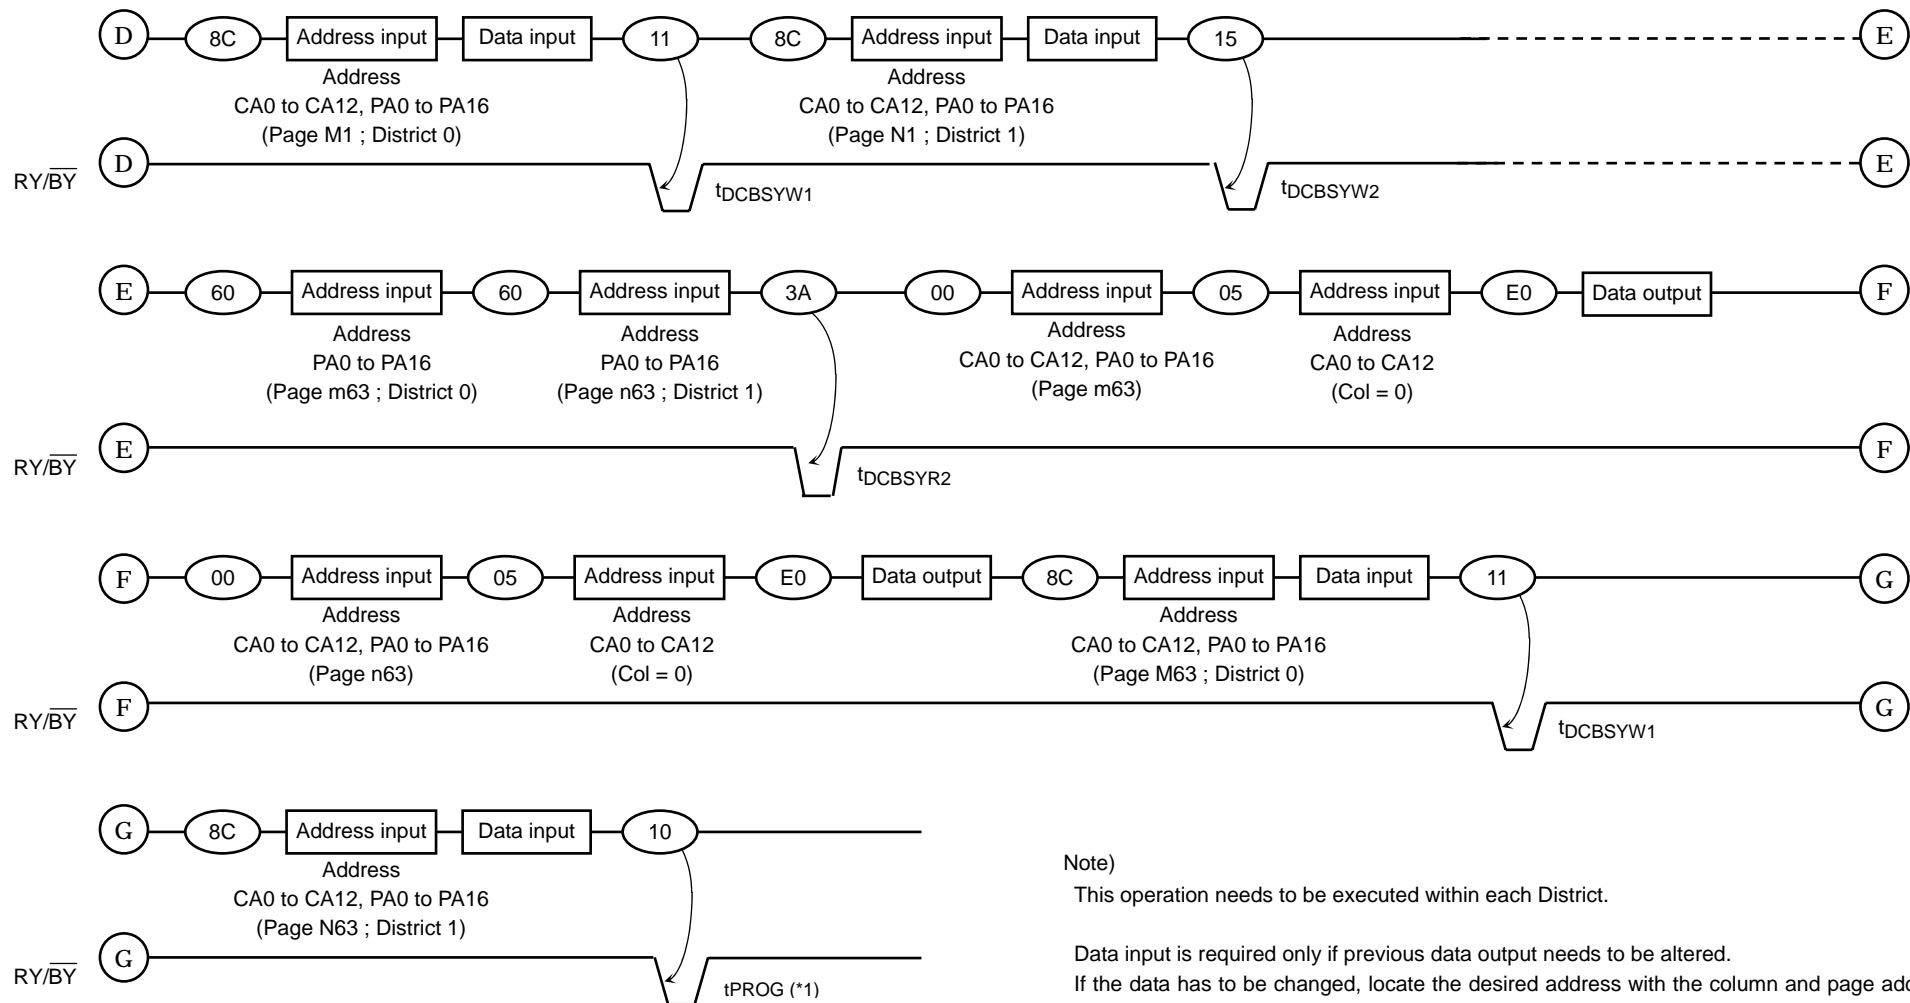 D 8C Address input Data input 11 8C Address input Data input 15 E
Address Address
CA0 to CA12, PA0 to PA16 CA0 to CA12, PA0 to PA16
(Page M1 ; District 0) (Page N1 ; District 1)
RY/BY D tDCBSYW1 tDCBSYW2 E
E 60 Address input 60 Address input 3A 00 Address input 05 Address input E0 Data output F
Address Address Address Address
PA0 to PA16 PA0 to PA16 CA0 to CA12, PA0 to PA16 CA0 to CA12
(Page m63 ; District 0) (Page n63 ; District 1) (Page m63) (Col = 0)
RY/BY E tDCBSYR2 F
F 00 Address input 05 Address input E0 Data output 8C Address input Data input 11 G
Address Address Address
CA0 to CA12, PA0 to PA16 CA0 to CA12 CA0 to CA12, PA0 to PA16
(Page n63) (Col = 0) (Page M63 ; District 0)
RY/BY F tDCBSYW1 G
G 8C Address input Data input 10
Address
CA0 to CA12, PA0 to PA16
(Page N63 ; District 1)
RY/BY G tPROG (*1)
Note)
This operation needs to be executed within each District.
Data input is required only if previous data output needs to be altered.
If the data has to be changed, locate the desired address with the column and page